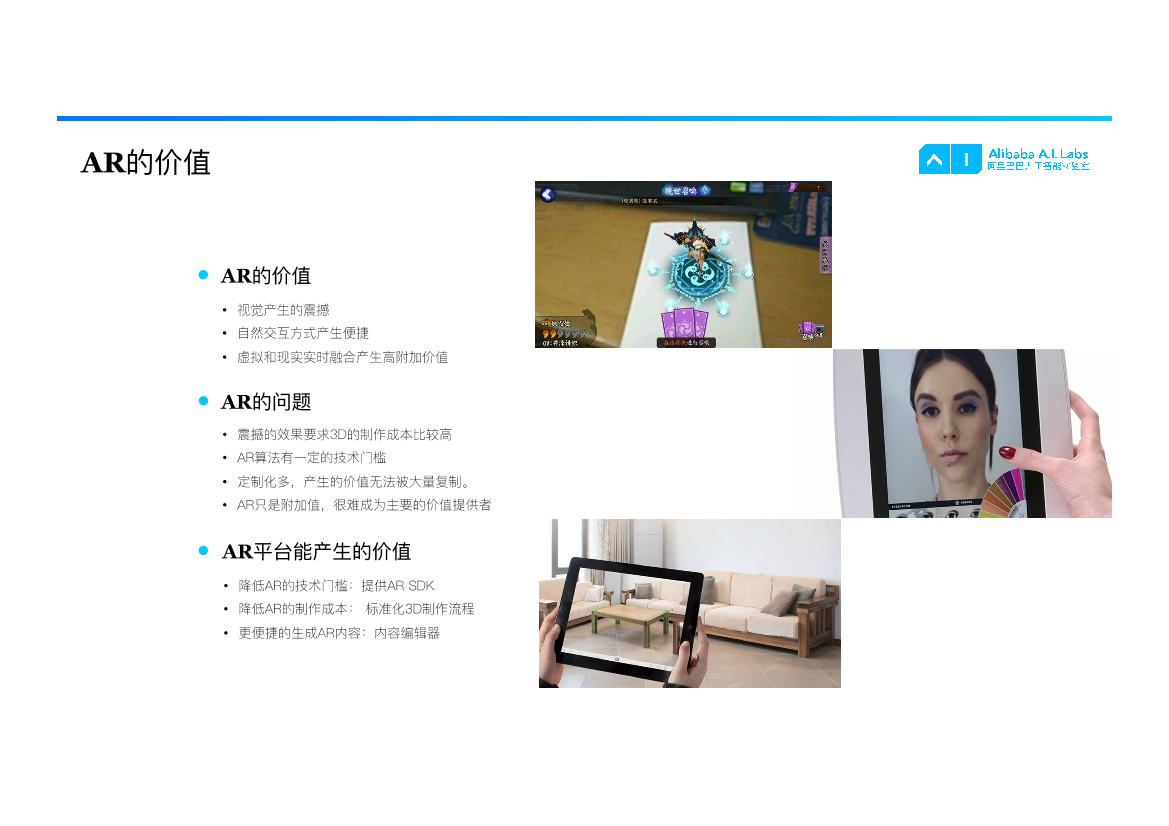 AR的价值
Alibaba A.I. Labs
阿里巴巴人工智能实验室
现世召唤
AR的价值
• 视觉产生的震撼
• 自然交互方式产生便捷
• 虚拟和现实实时融合产生高附加价值
AR的问题
• 震撼的效果要求3D的制作成本比较高
• AR算法有一定的技术门槛
• 定制化多，产生的价值无法被大量复制。
• AR只是附加值，很难成为主要的价值提供者
AR平台能产生的价值
• 降低AR的技术门槛：提供AR SDK
• 降低AR的制作成本： 标准化3D制作流程
• 更便捷的生成AR内容：内容编辑器